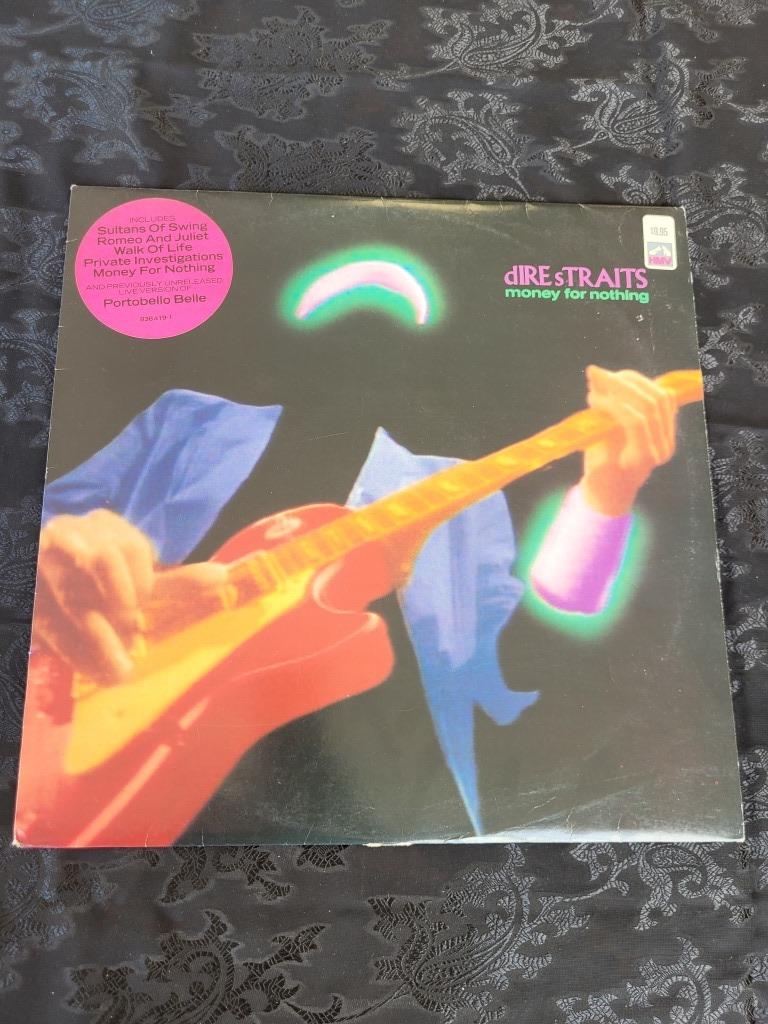 INCLUDES
Sultans Of Swing
Romeo And Juliet
Walk Of Life
Private Investigations
Money For Nothing
AND PREVIOUSLY UNRELEASED
LIVE VERSION OF
Portobello Belle
836419-1
HMV
dIRE sTRAITS
money for nothing